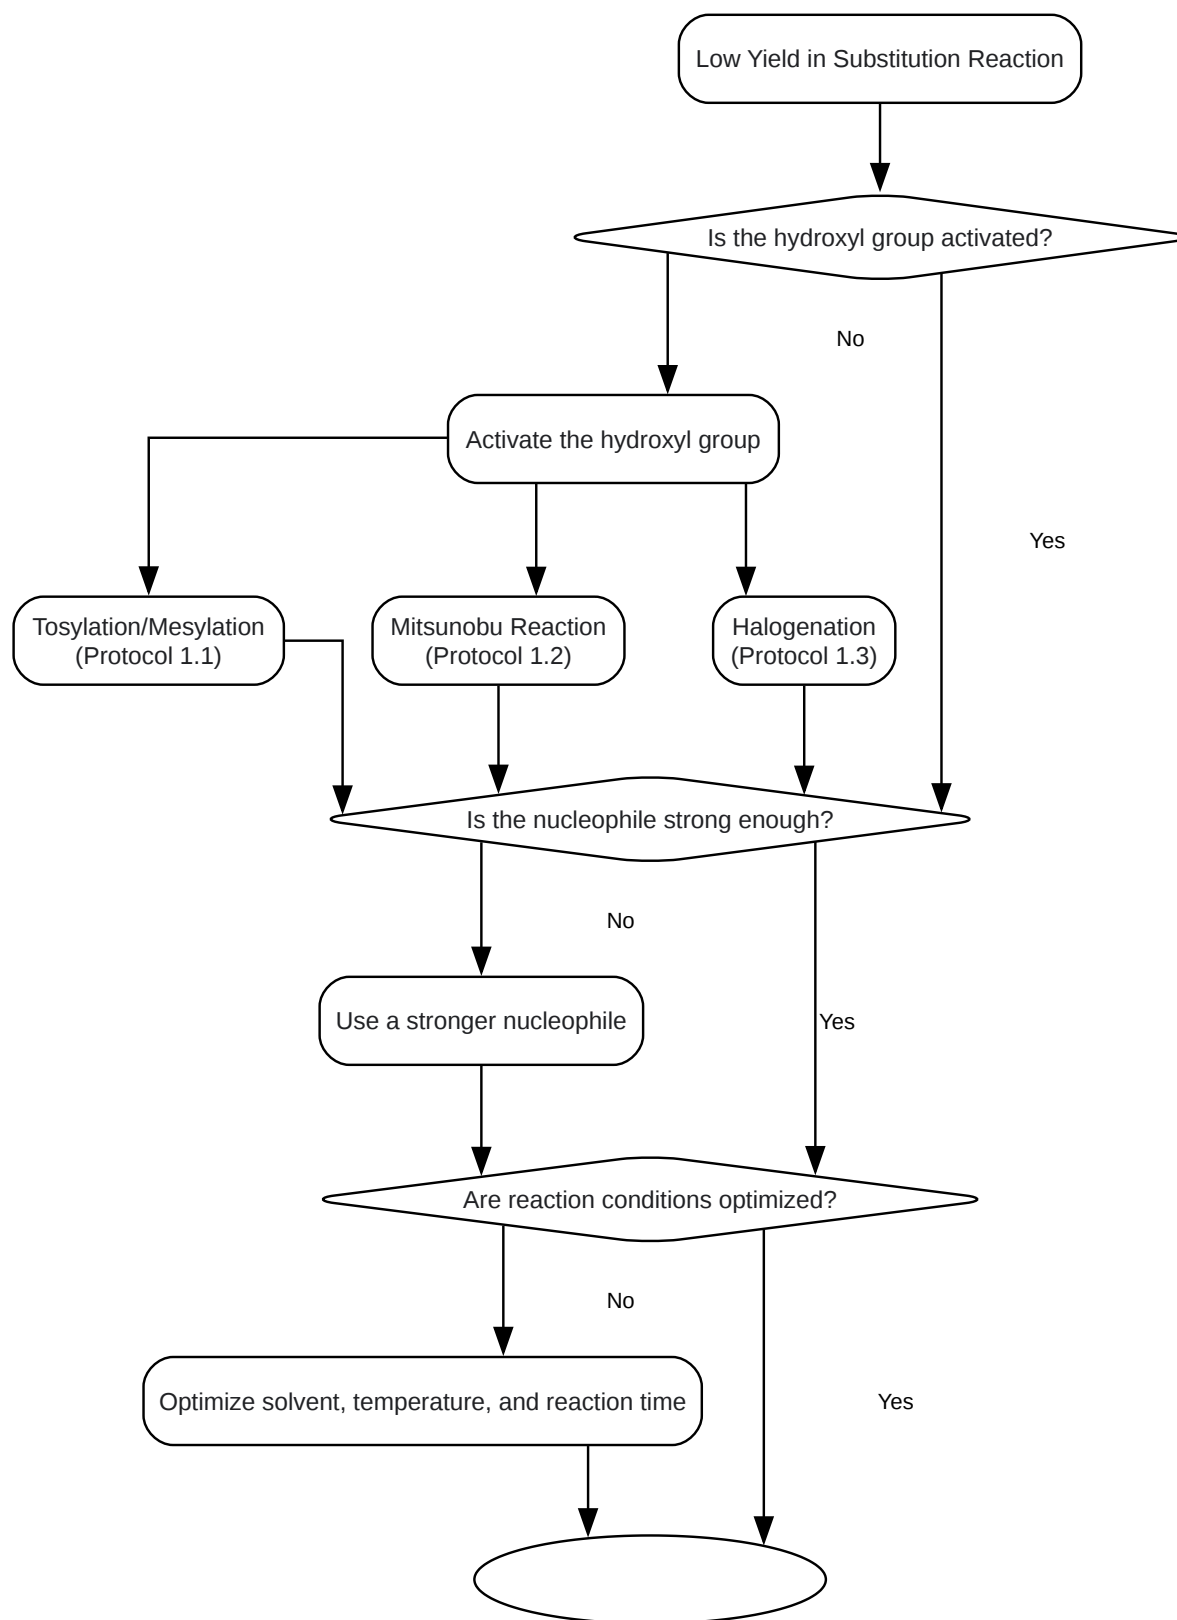 Low Yield in Substitution Reaction
Is the hydroxyl group activated?
No
Activate the hydroxyl group
Yes
Tosylation/Mesylation
(Protocol 1.1)
Mitsunobu Reaction
(Protocol 1.2)
Halogenation
(Protocol 1.3)
Is the nucleophile strong enough?
No
Use a stronger nucleophile
Yes
Are reaction conditions optimized?
No
Optimize solvent, temperature, and reaction time
Yes